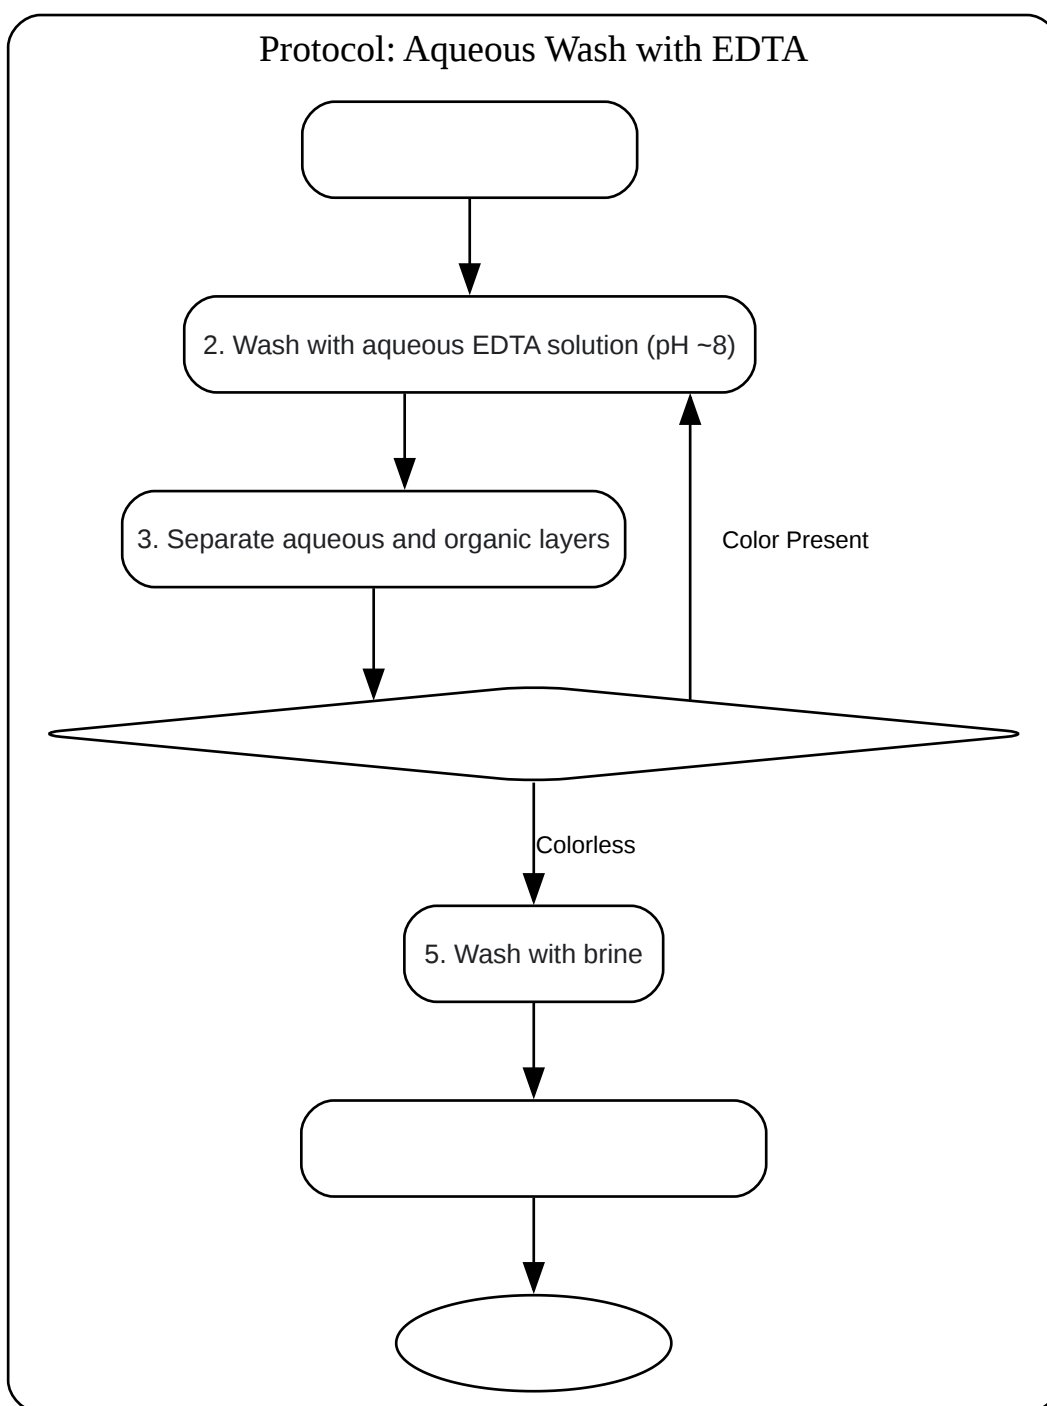 Protocol: Aqueous Wash with EDTA
2. Wash with aqueous EDTA solution (pH ~8)
3. Separate aqueous and organic layers
Color Present
Colorless
5. Wash with brine